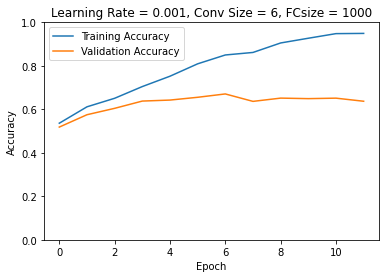 Learning Rate = 0.001, Conv Size = 6, FCsize = 1000
Training Accuracy
Validation Accuracy
1.0
0.8
0.6
0.4
0.2
0.0
Accuracy
0 2 4 6 8 10
Epoch